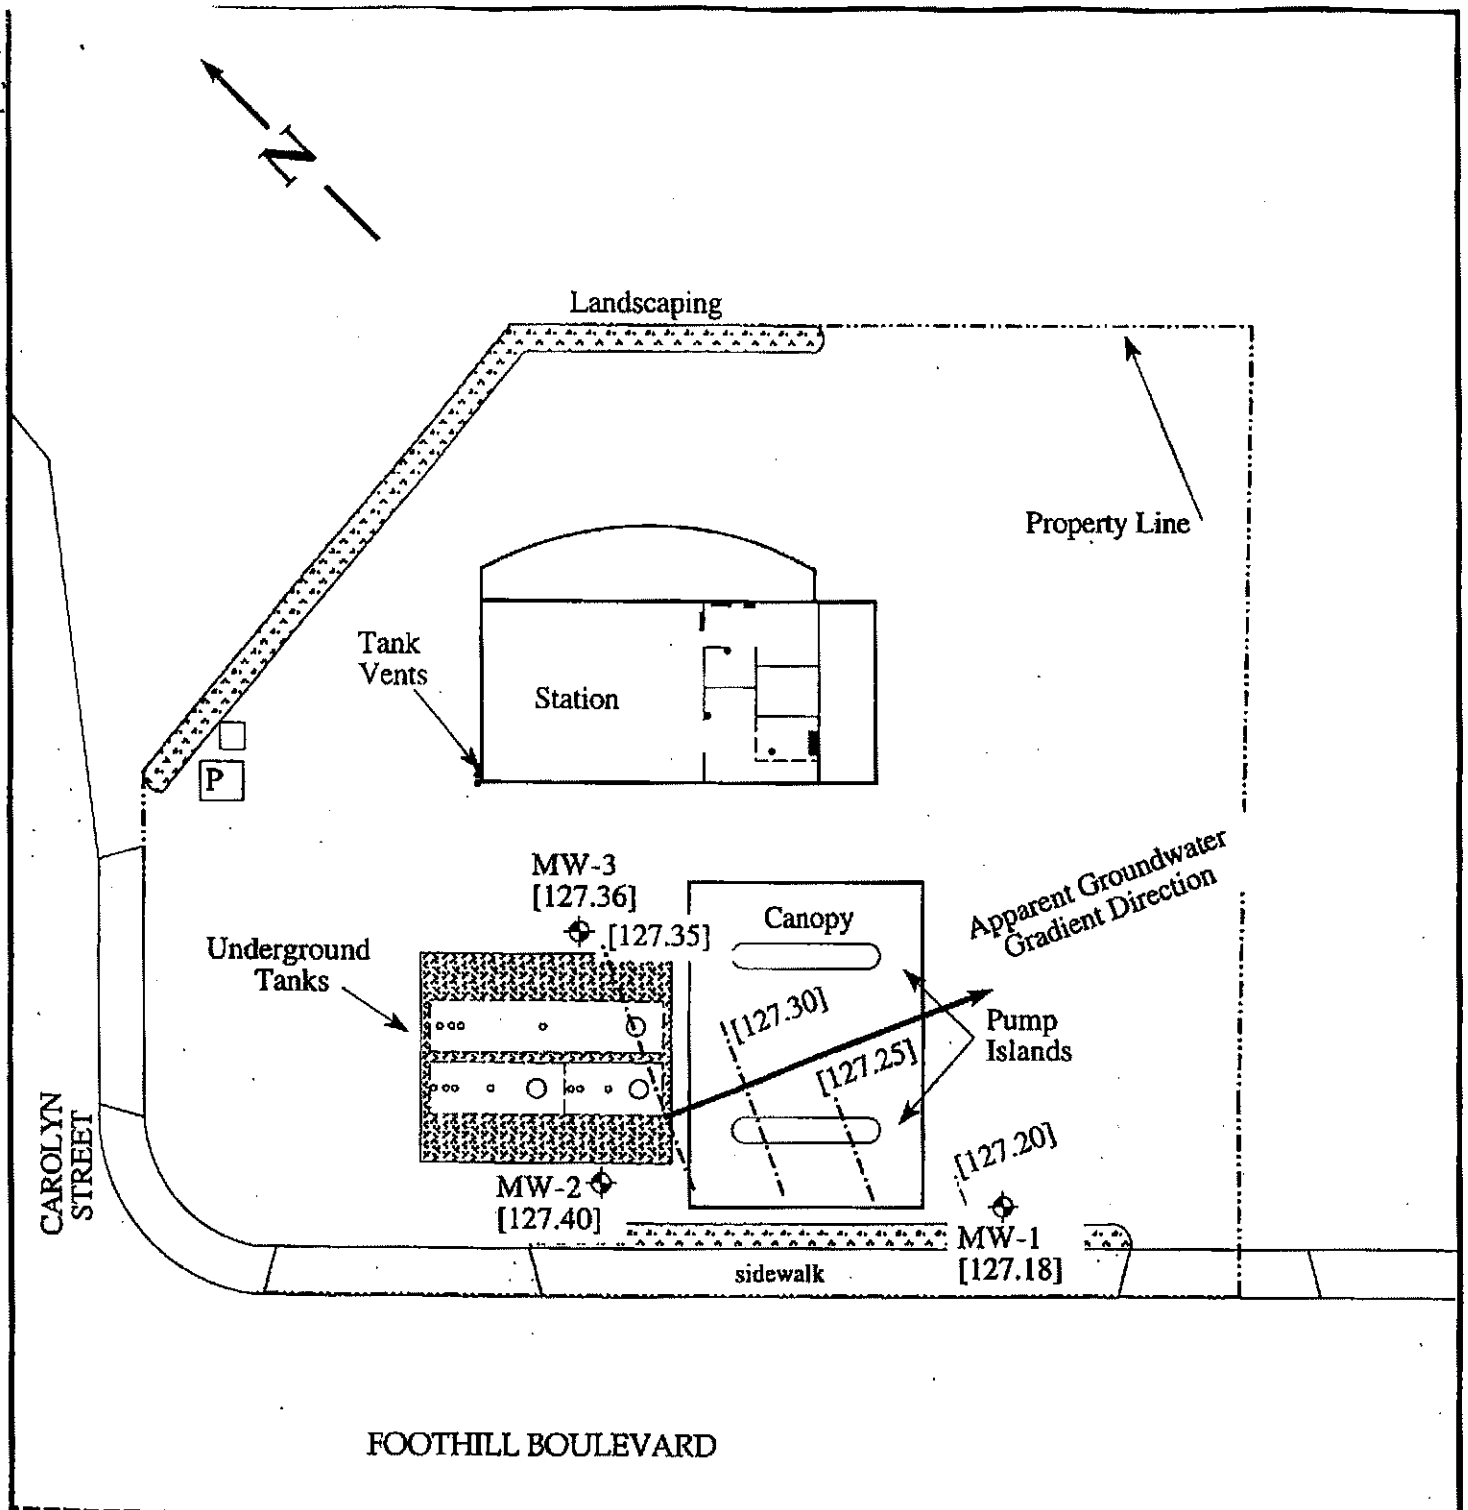 N
Landscaping
Property Line
Tank
Vents
Station
P
MW-3
[127.36]
[127.35]
Canopy
Apparent Groundwater
Gradient Direction
Underground
Tanks
[127.30]
[127.25]
Pump
Islands
[127.20]
CAROLYN
STREET
MW-2
[127.40]
MW-1
[127.18]
sidewalk
FOOTHILL BOULEVARD